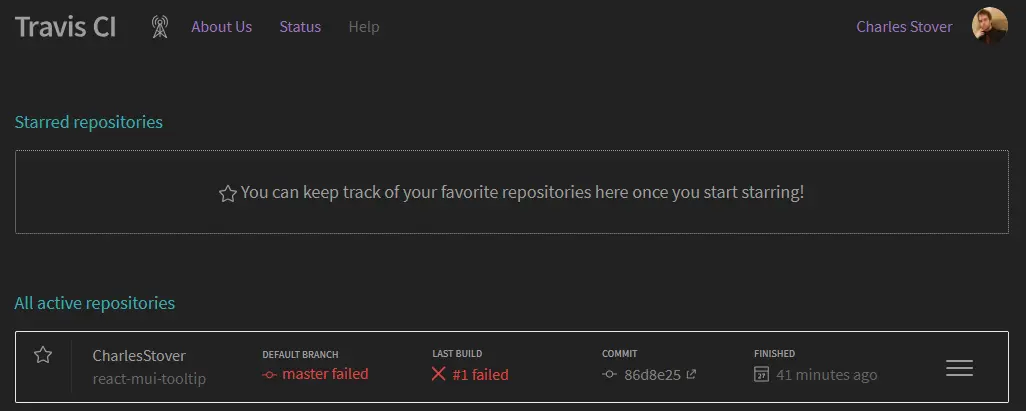 Travis CI About Us Status Help Charles Stover
Starred repositories
You can keep track of your favorite repositories here once you start starring!
All active repositories
CharlesStover DEFAULT BRANCH LAST BUILD COMMIT FINISHED
react-mui-tooltip master failed #1 failed 86d8e25 27 41 minutes ago